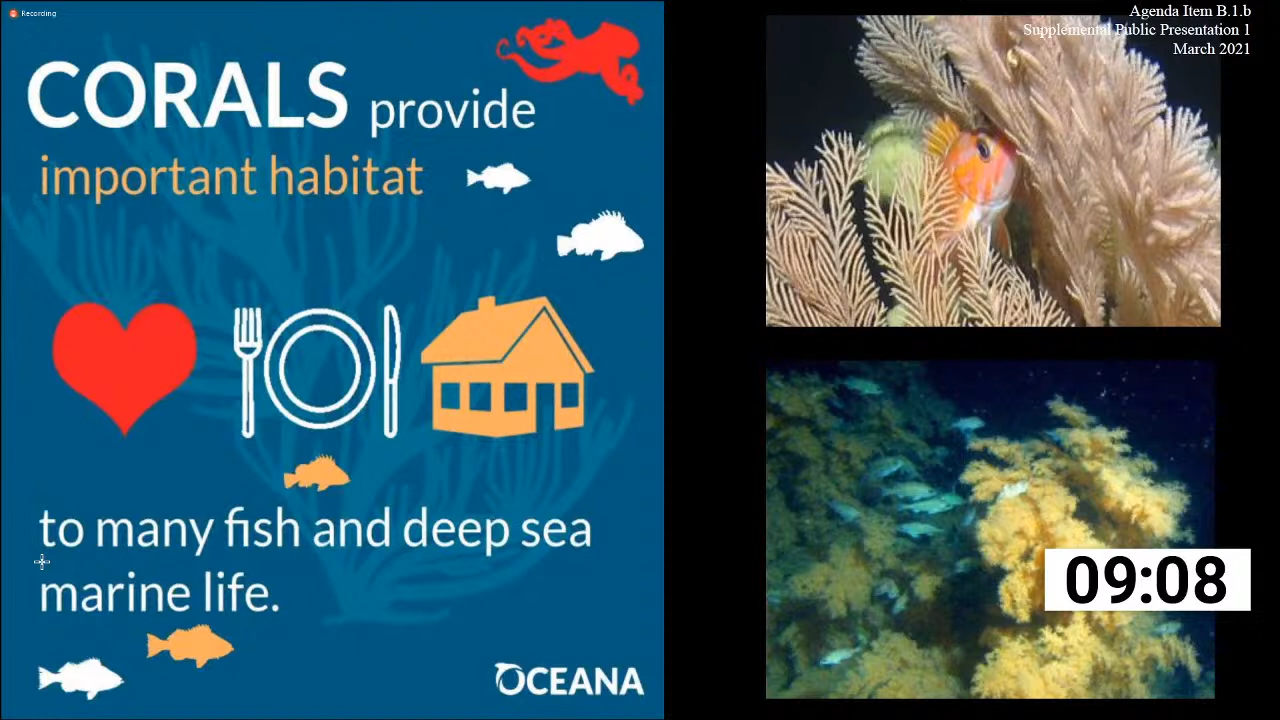 Recording
Agenda Item B.1.b
Supplemental Public Presentation 1
March 2021
CORALS provide
important habitat
to many fish and deep sea
marine life.
OCEANA
09:08